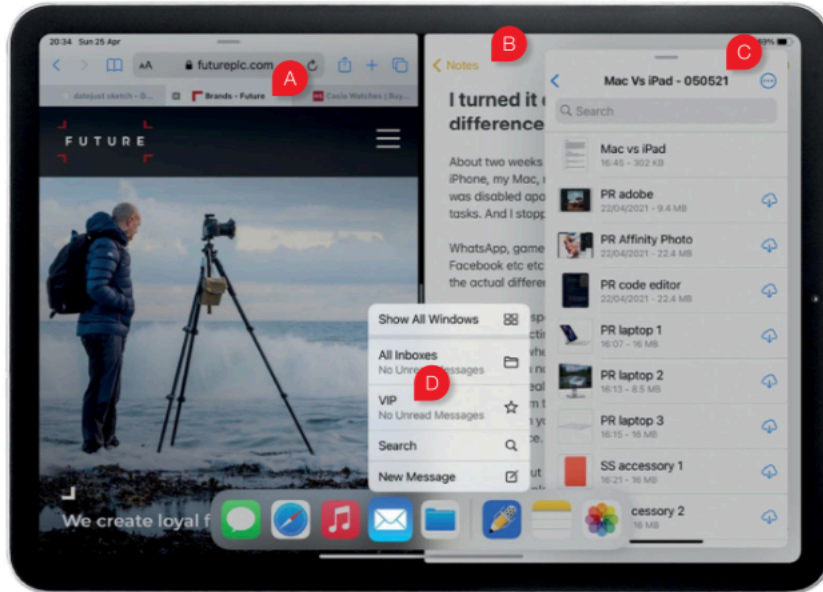 20:34 Sun 25 Apr
59%
AA
futureplc.com
A
B
C
Notes
Brands - Future
Casio Watches | Buy...
FUTURE
We create loyal f
I turned it
difference
About two weeks
iPhone, my Mac,
was disabled apa
tasks. And I stopp
WhatsApp, game
Facebook etc etc
the actual differe
Mac Vs iPad - 050521
Search
Mac vs iPad
16:45 - 302 KB
PR adobe
22/04/2021 - 9.4 MB
PR Affinity Photo
22/04/2021 - 22.4 MB
PR code editor
22/04/2021 - 22.4 MB
PR laptop 1
16:07 - 16 MB
PR laptop 2
16:13 - 8.5 MB
PR laptop 3
16:15 - 16 MB
SS accessory 1
16:21 - 16 MB
cessory 2
16 MB
Show All Windows
All Inboxes
No Unread Messages
D
VIP
No Unread Messages
Search
New Message